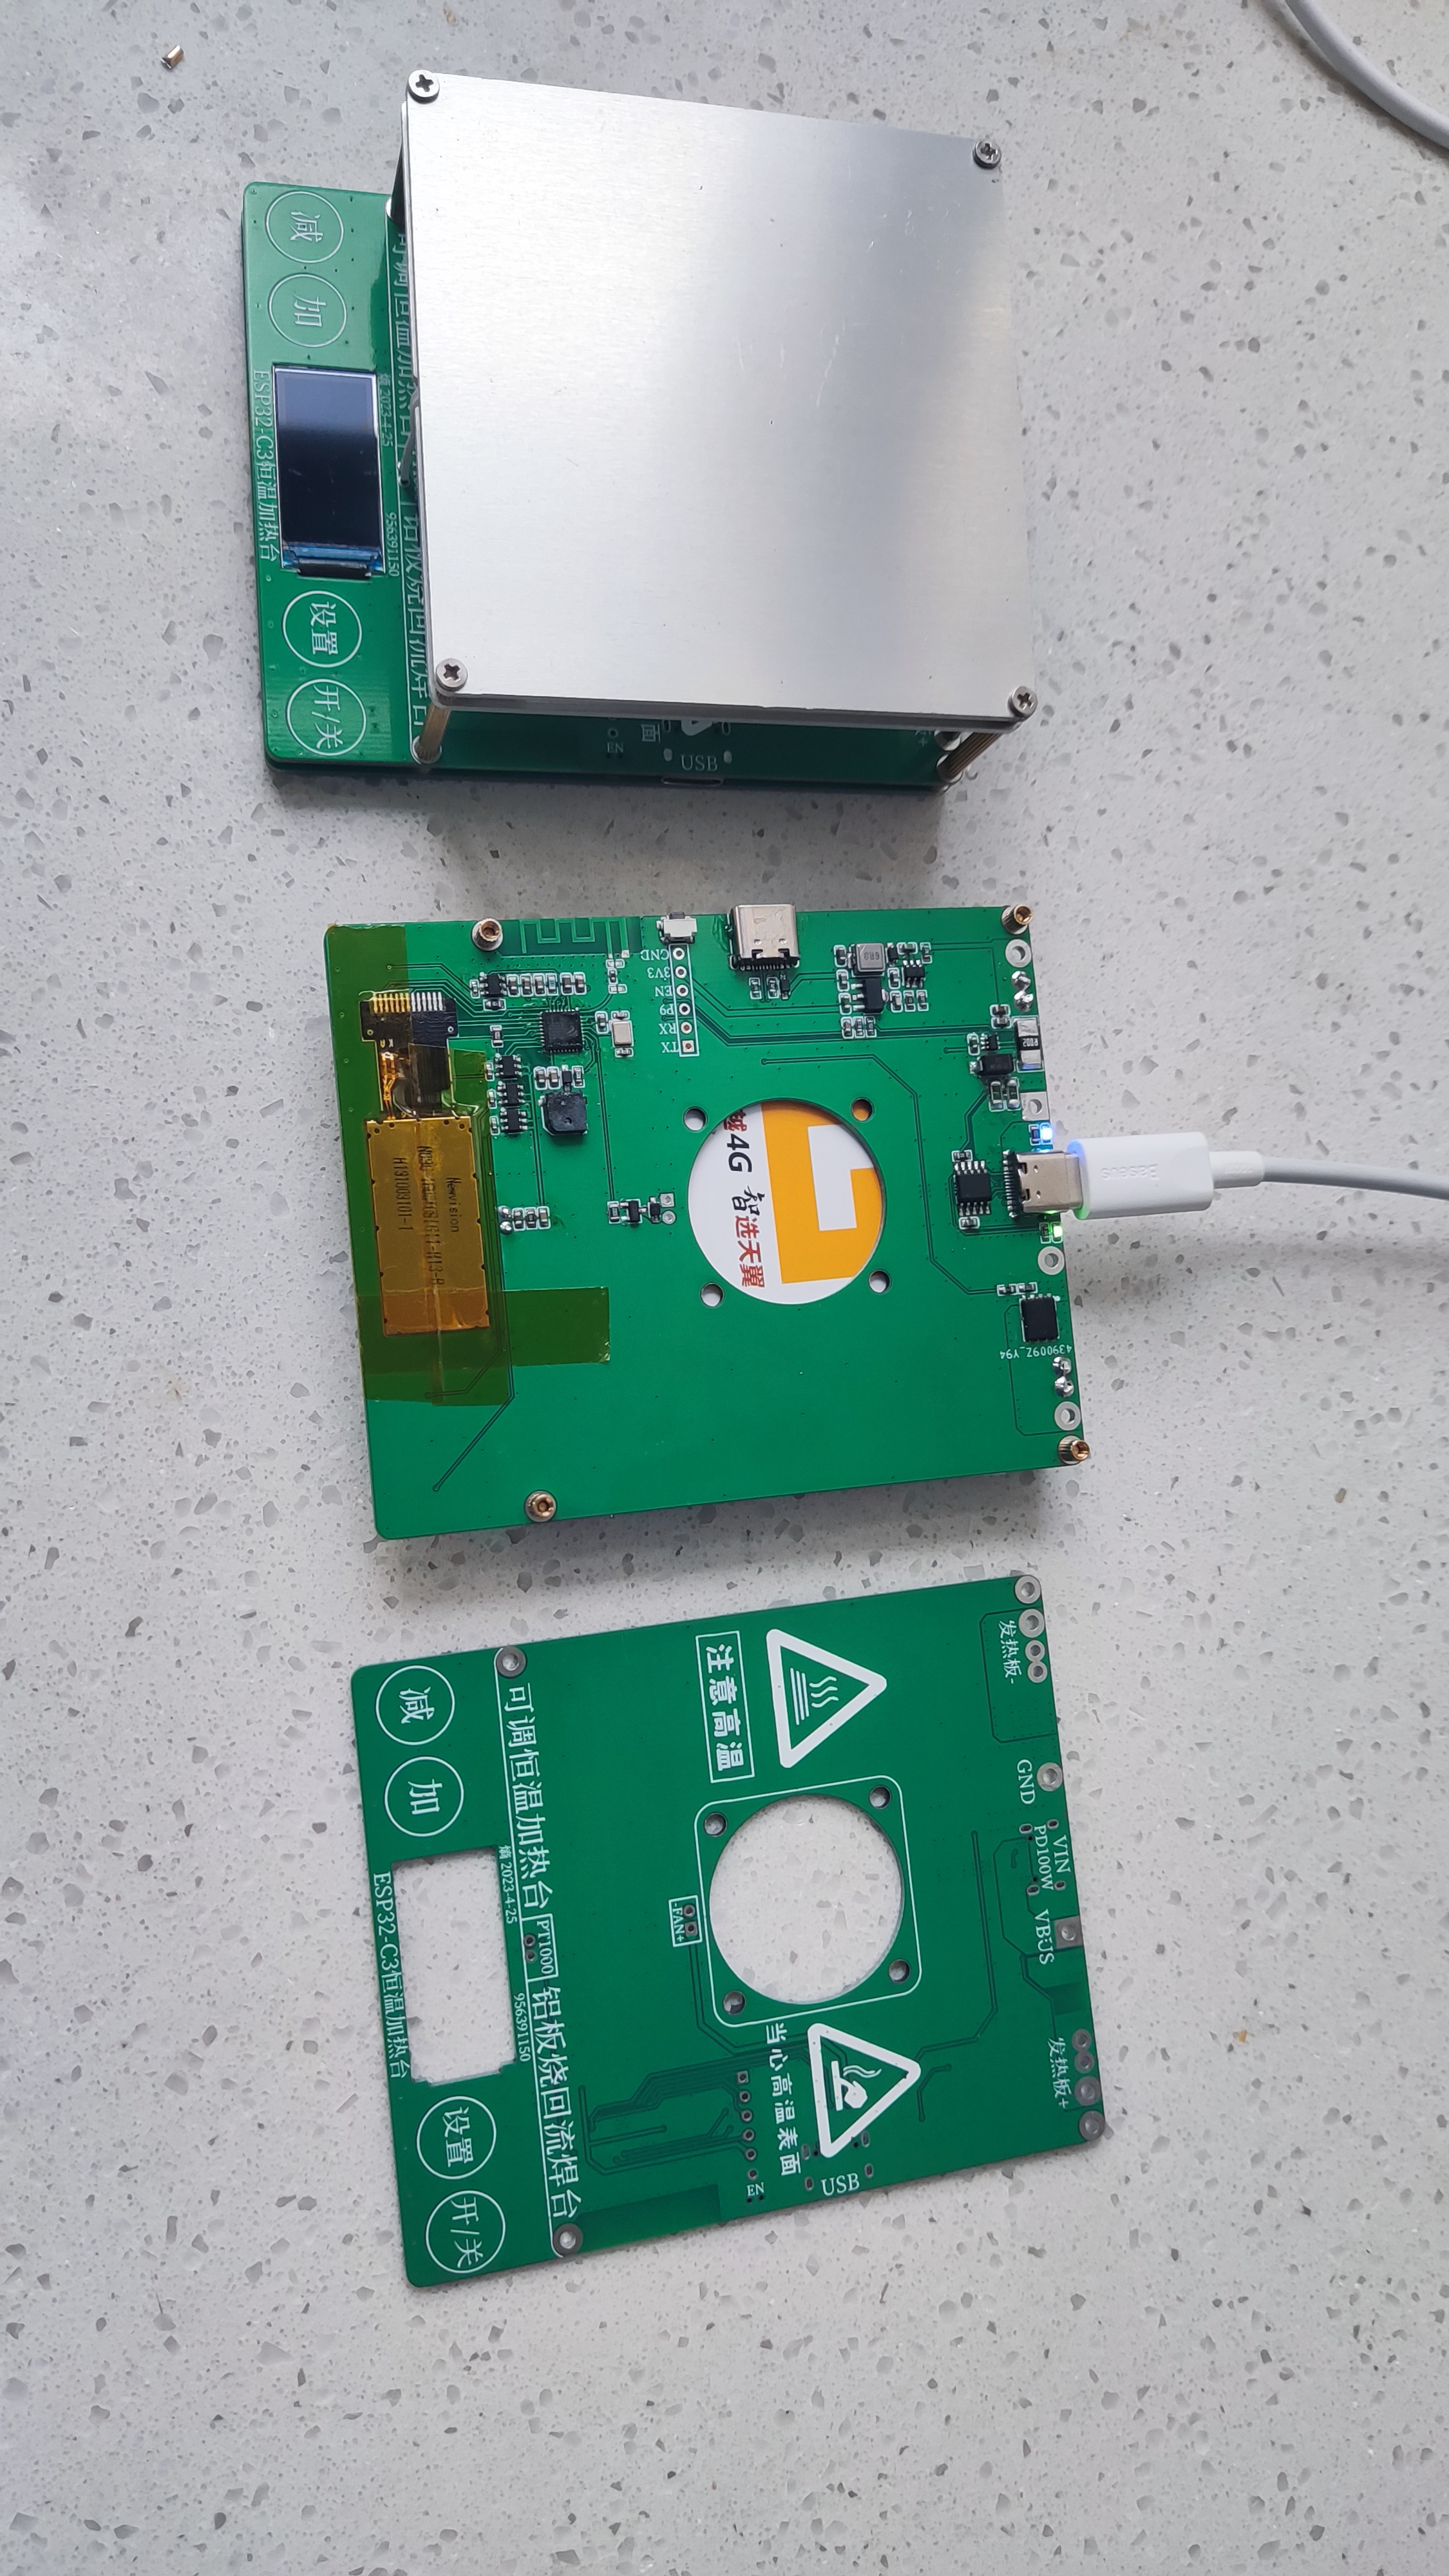 Baseus
可调恒温加热台
铝板烧回流焊台
熵 2023-4-25
956391150
USB
面
EN
减
加
设置
开/关
ESP32-C3恒温加热台
439009Z_Y94
越4G 智选天翼
GND
3V3
EN
P9
RX
TX
Newvision
H131003101-1
发热板-
GND
VIN
PD100W
VBUS
发热板+
注意高温
当心高温表面
USB
EN
-FAN+
可调恒温加热台
PT1000
铝板烧回流焊台
熵 2023-4-25
956391150
减
加
设置
开/关
ESP32-C3恒温加热台